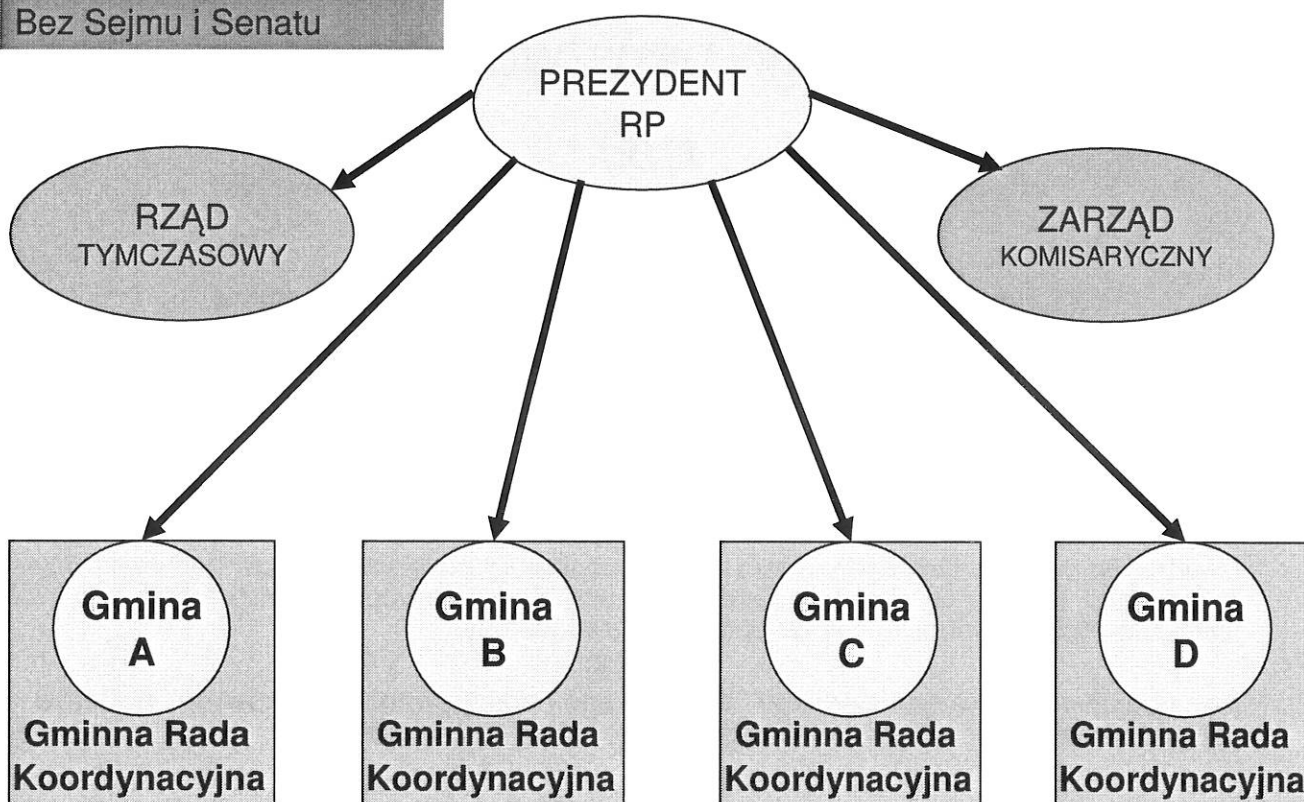 Bez Sejmu i Senatu
PREZYDENT
RP
RZĄD
TYMCZASOWY
ZARZĄD
KOMISARYCZNY
Gmina
A
Gminna Rada
Koordynacyjna
Gmina
B
Gminna Rada
Koordynacyjna
Gmina
C
Gminna Rada
Koordynacyjna
Gmina
D
Gminna Rada
Koordynacyjna